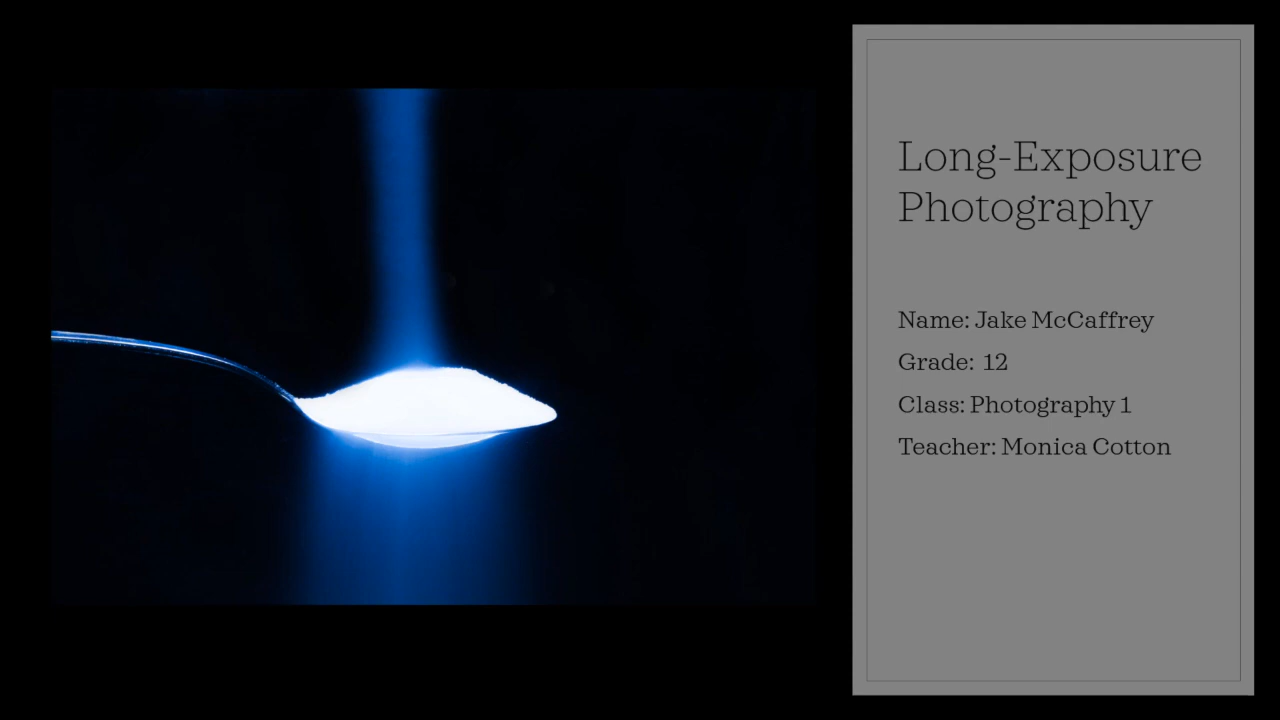 Long-Exposure
Photography
Name: Jake McCaffrey
Grade: 12
Class: Photography 1
Teacher: Monica Cotton